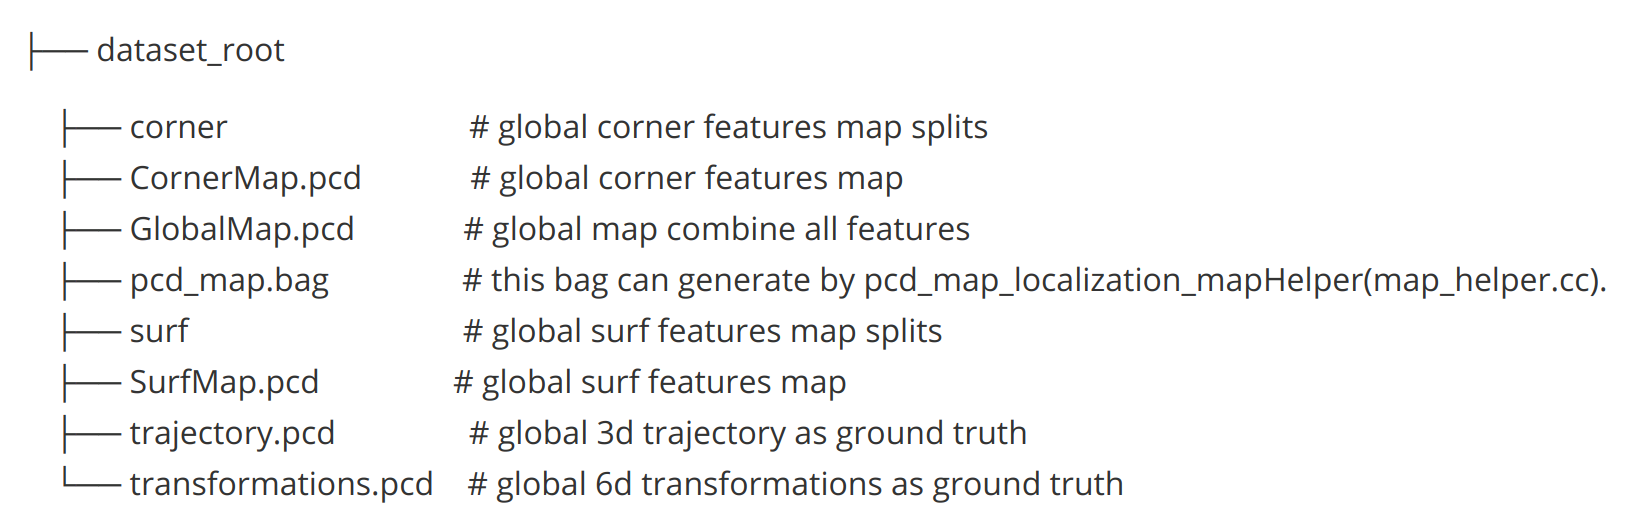 ├── dataset_root
├── corner # global corner features map splits
├── CornerMap.pcd # global corner features map
├── GlobalMap.pcd # global map combine all features
├── pcd_map.bag # this bag can generate by pcd_map_localization_mapHelper(map_helper.cc).
├── surf # global surf features map splits
├── SurfMap.pcd # global surf features map
├── trajectory.pcd # global 3d trajectory as ground truth
└── transformations.pcd # global 6d transformations as ground truth